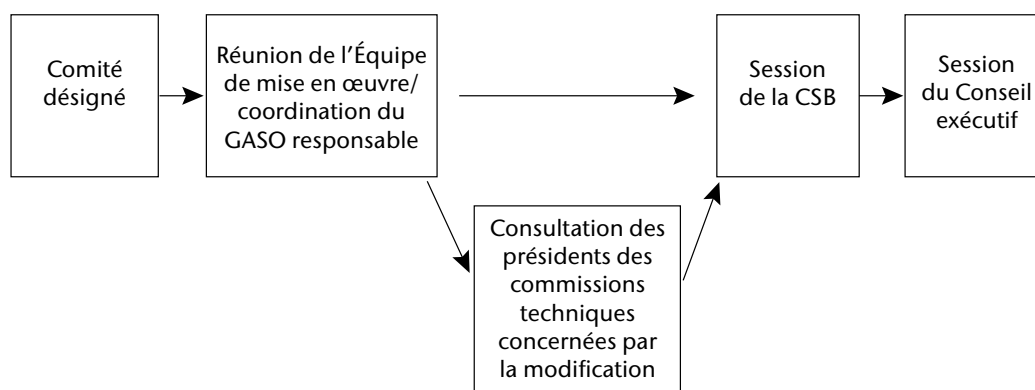 Comité
désigné
Réunion de l’Équipe
de mise en œuvre/
coordination du
GASO responsable
Session
de la CSB
Session
du Conseil
exécutif
Consultation des
présidents des
commissions
techniques
concernées par
la modification